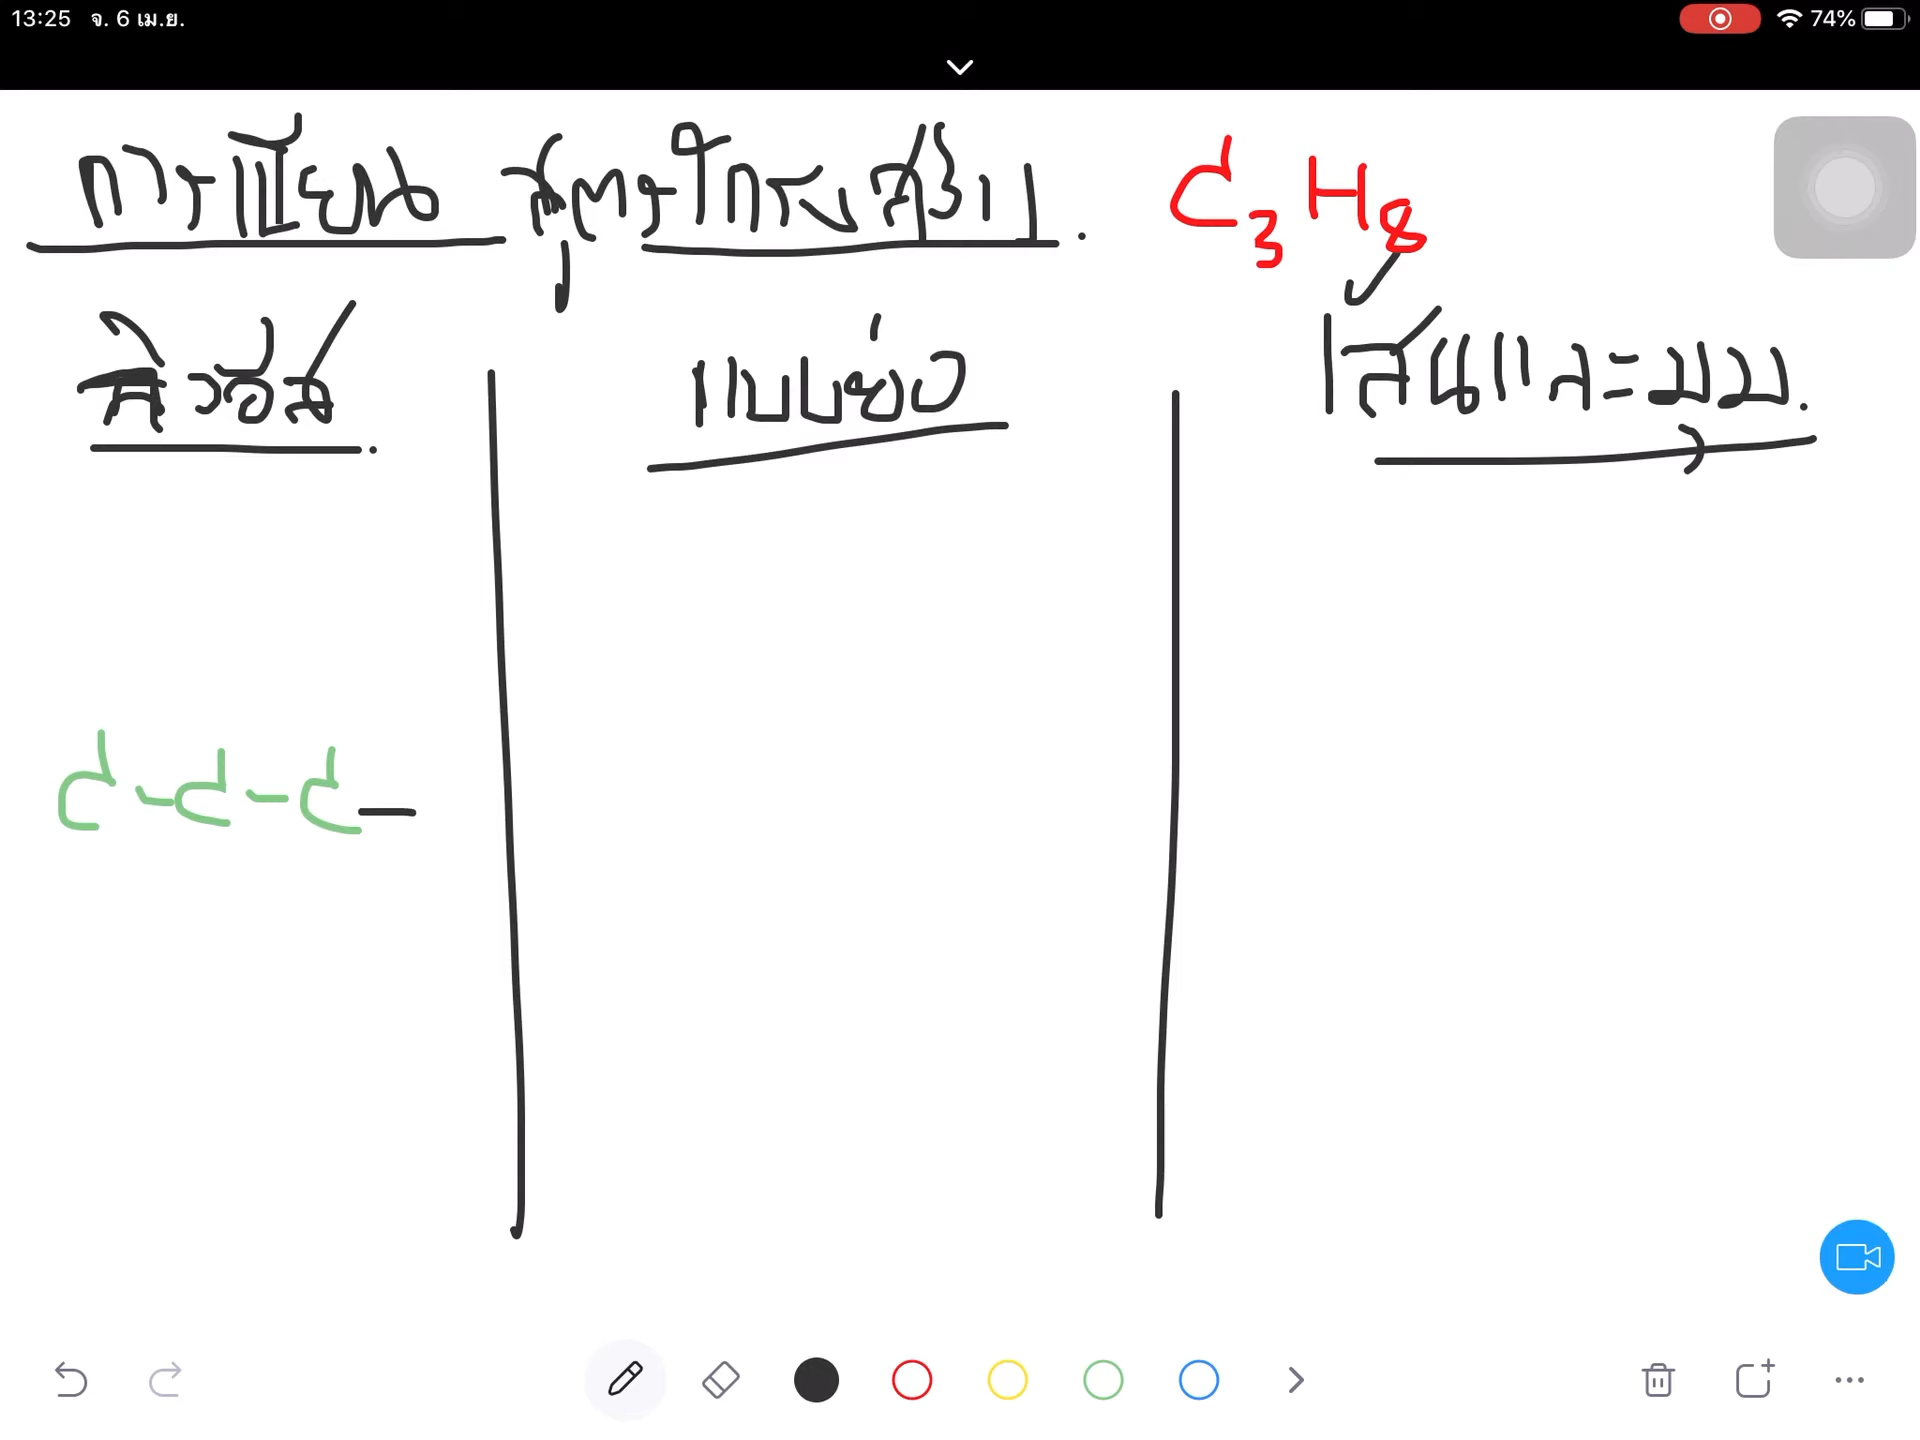 13:25 จ. 6 เม.ย. 74%
การเขียน สูตรโครงสร้าง. C3H8
ลิวอิส. แบบย่อ เส้นและมุม.
C-C-C—